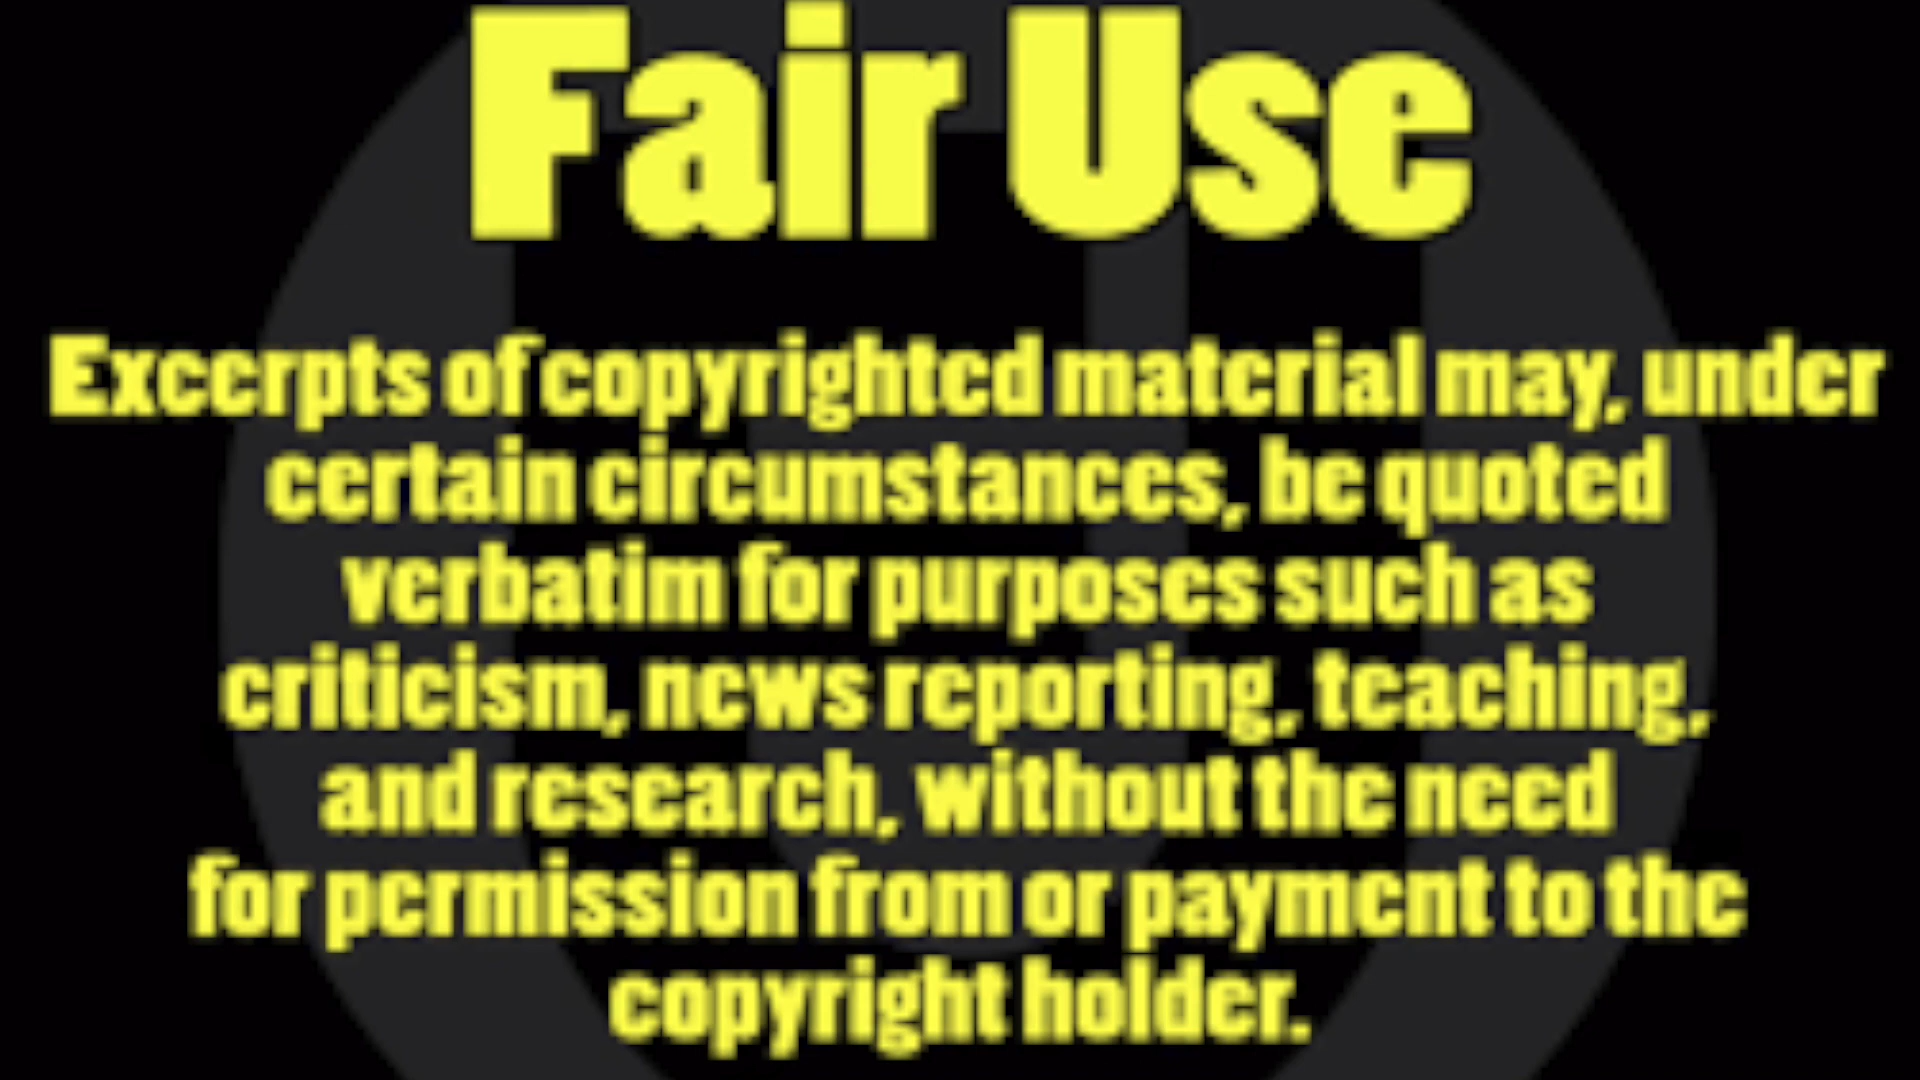 Fair Use
Excerpts of copyrighted material may, under
certain circumstances, be quoted
verbatim for purposes such as
criticism, news reporting, teaching,
and research, without the need
for permission from or payment to the
copyright holder.